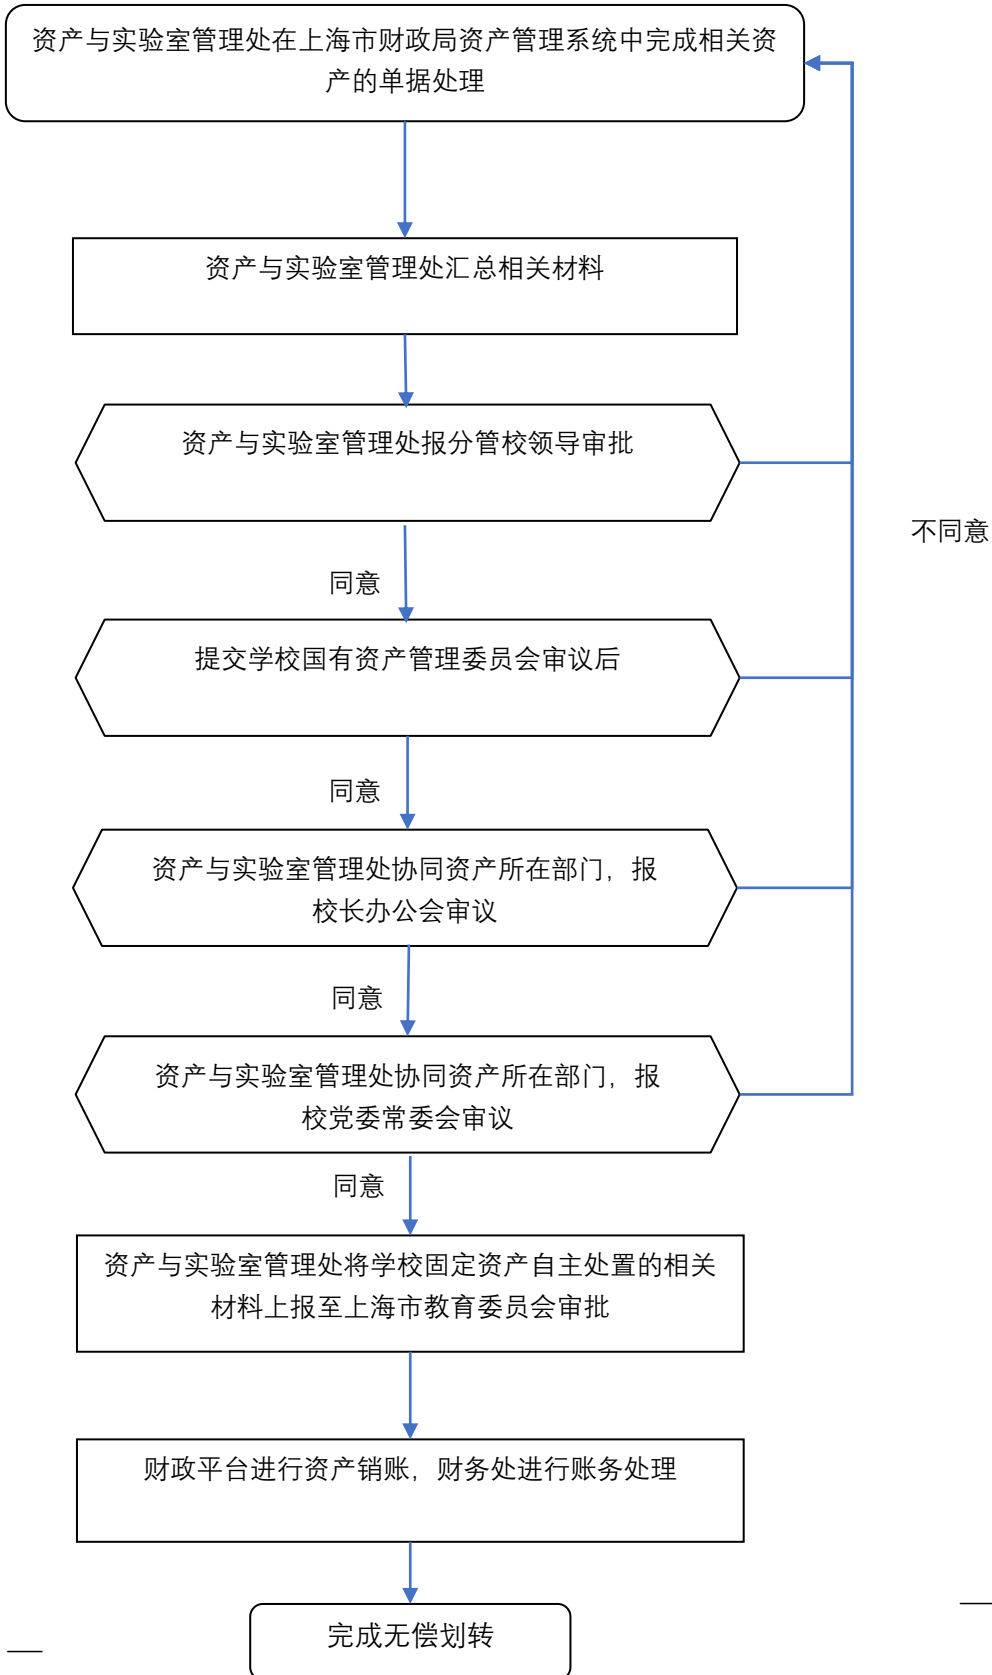 资产与实验室管理处在上海市财政局资产管理系统中完成相关资
产的单据处理
资产与实验室管理处汇总相关材料
资产与实验室管理处报分管校领导审批
不同意
同意
提交学校国有资产管理委员会审议后
同意
资产与实验室管理处协同资产所在部门，报
校长办公会审议
同意
资产与实验室管理处协同资产所在部门，报
校党委常委会审议
同意
资产与实验室管理处将学校固定资产自主处置的相关
材料上报至上海市教育委员会审批
财政平台进行资产销账，财务处进行账务处理
完成无偿划转